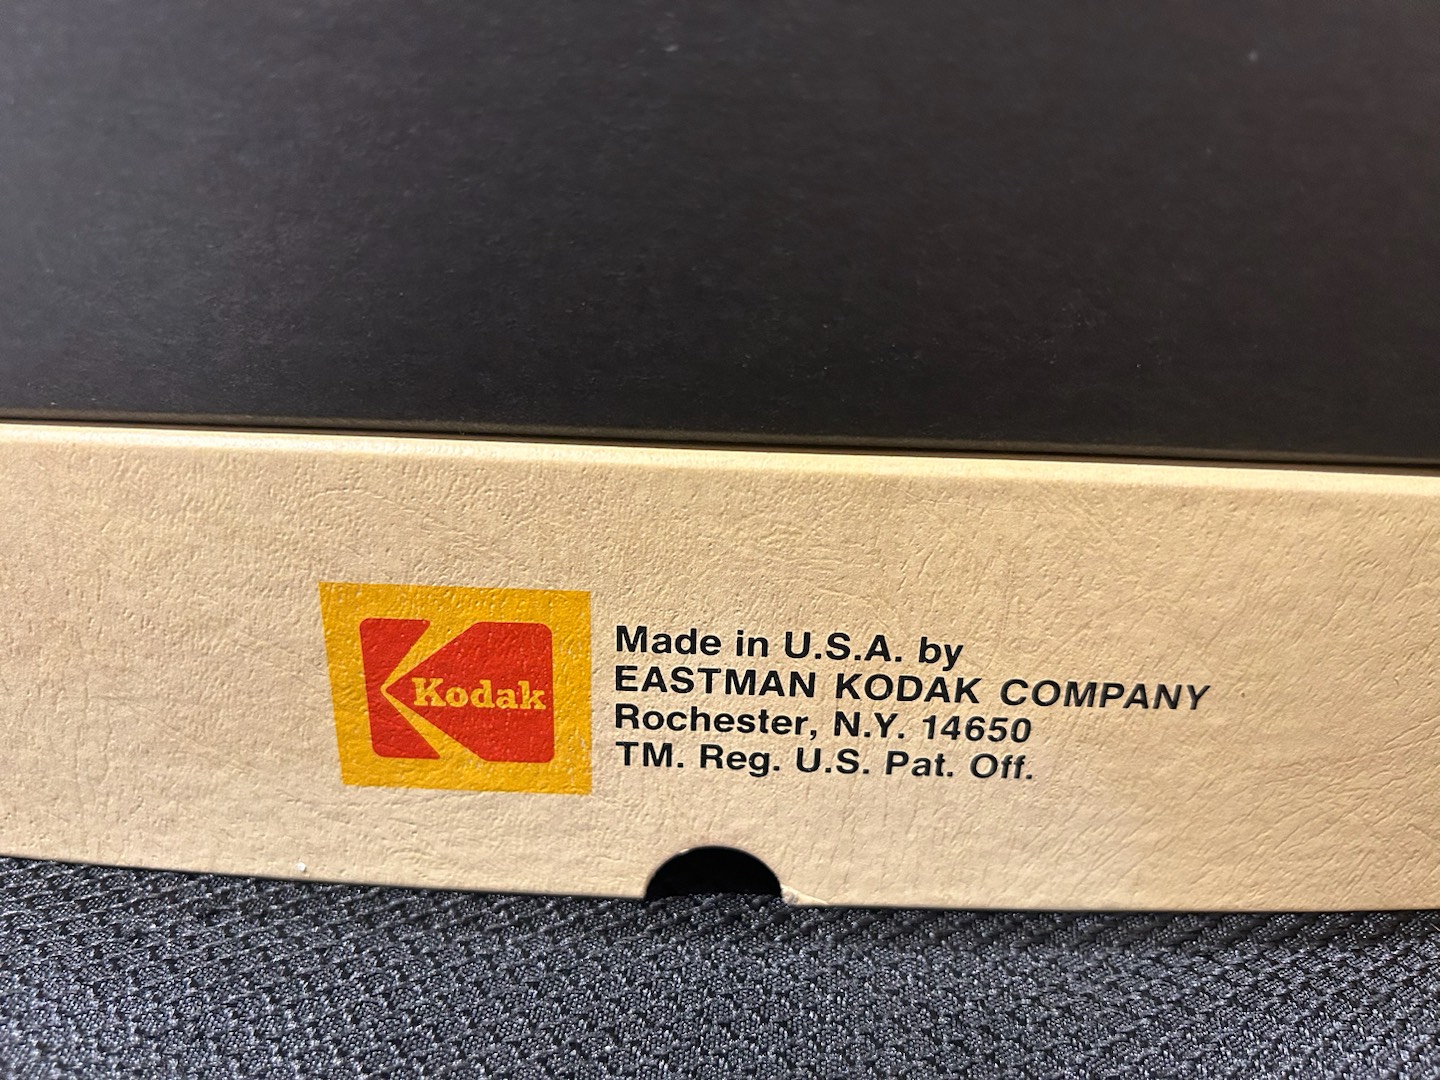 Kodak
Made in U.S.A. by
EASTMAN KODAK COMPANY
Rochester, N.Y. 14650
TM. Reg. U.S. Pat. Off.